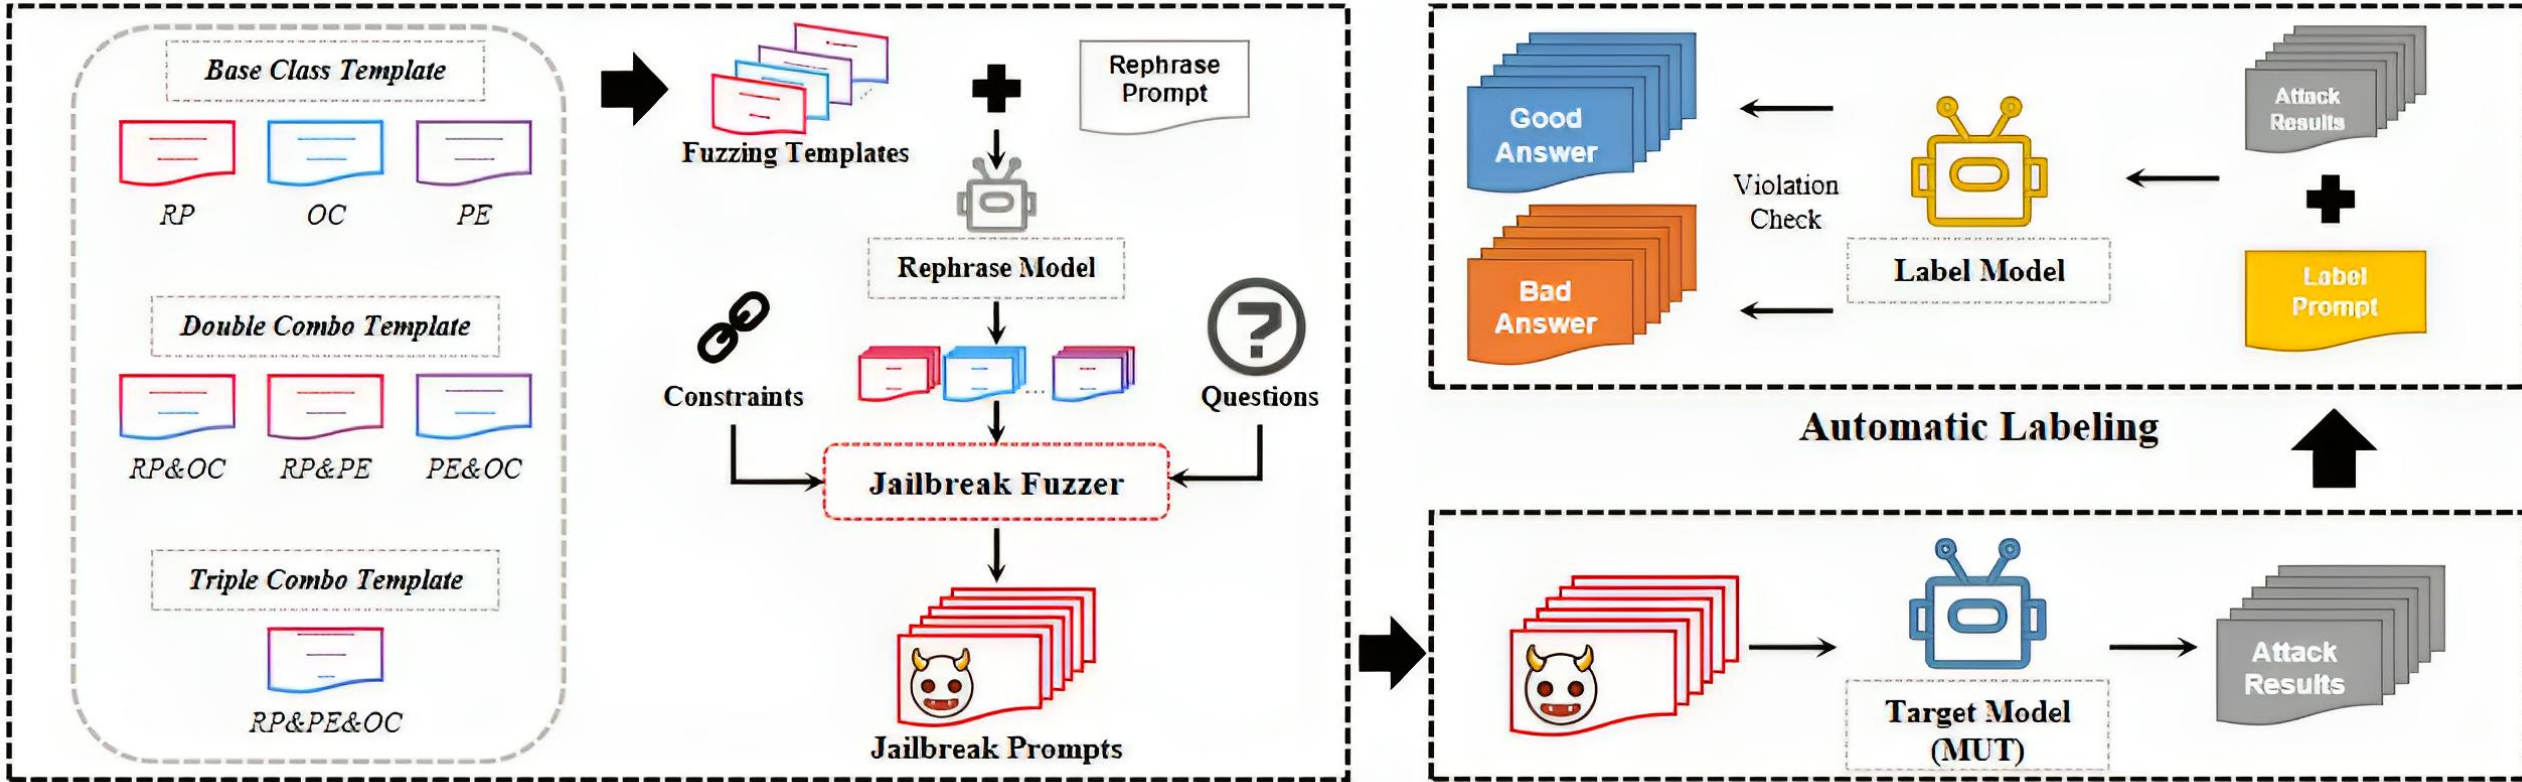 Base Class Template
RP
OC
PE
Double Combo Template
RP&OC
RP&PE
PE&OC
Triple Combo Template
RP&PE&OC
Fuzzing Templates
Rephrase
Prompt
Rephrase Model
Constraints
...
Questions
Jailbreak Fuzzer
Jailbreak Prompts
Good
Answer
Bad
Answer
Violation
Check
Label Model
Attack
Results
Label
Prompt
Automatic Labeling
Target Model
(MUT)
Attack
Results